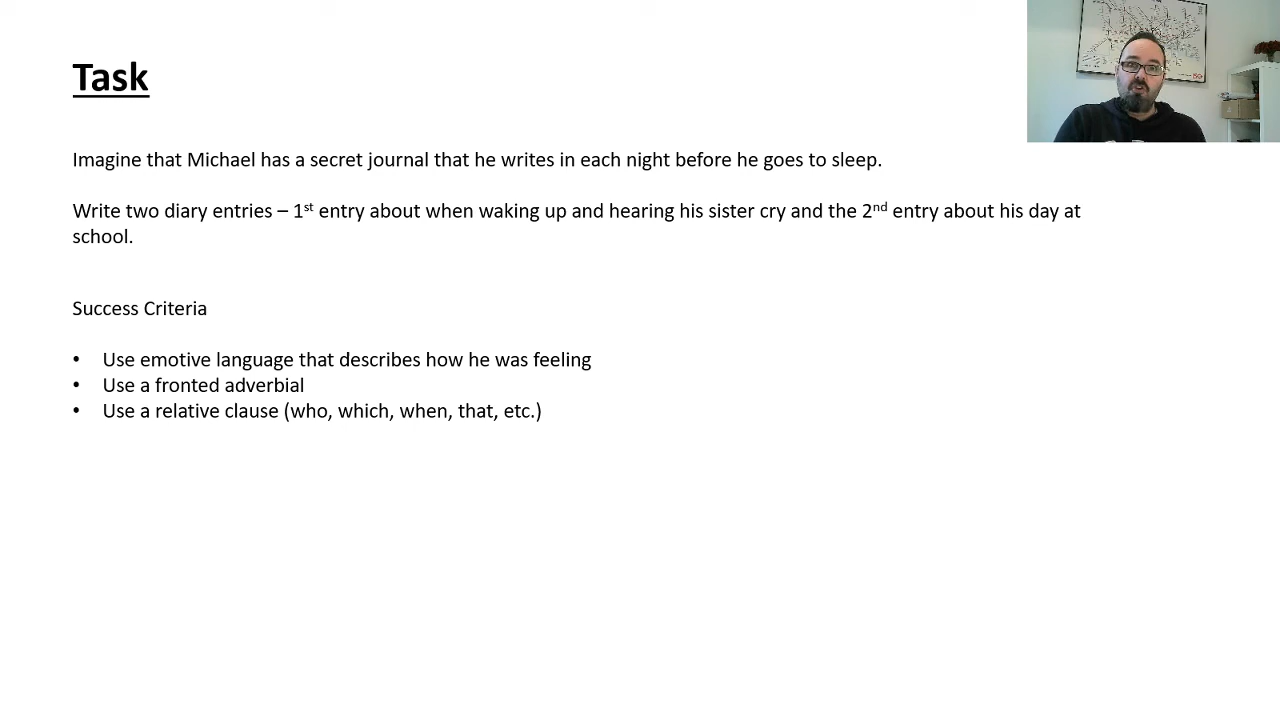 Task
Imagine that Michael has a secret journal that he writes in each night before he goes to sleep.
Write two diary entries – 1st entry about when waking up and hearing his sister cry and the 2nd entry about his day at
school.
Success Criteria
• Use emotive language that describes how he was feeling
• Use a fronted adverbial
• Use a relative clause (who, which, when, that, etc.)